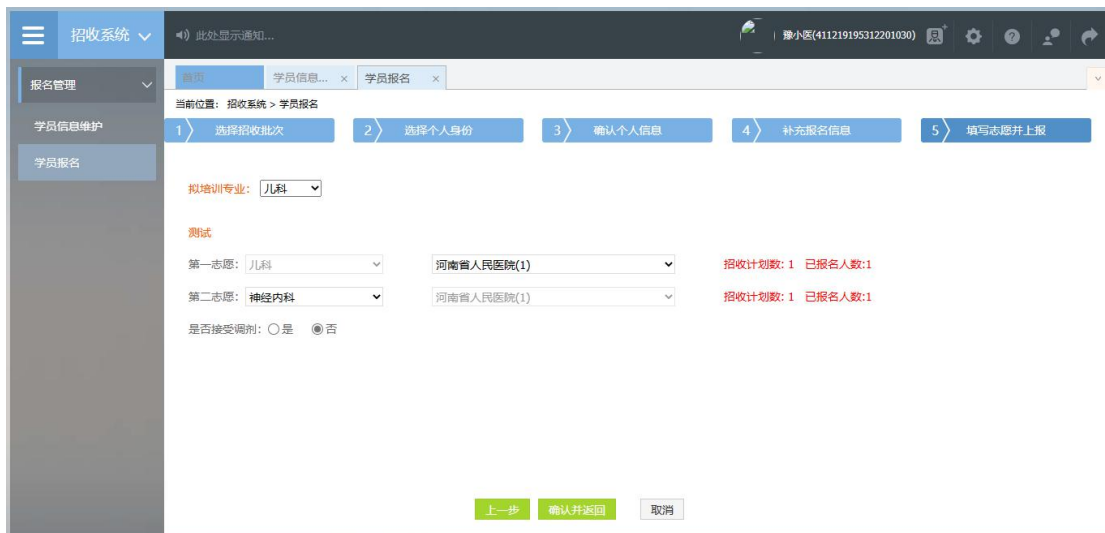 招收系统 此处显示通知... 豫小医(411219195312201030)
报名管理 首页 学员信息... × 学员报名 ×
当前位置: 招收系统 > 学员报名
学员信息维护
学员报名
1 选择招收批次 2 选择个人身份 3 确认个人信息 4 补充报名信息 5 填写志愿并上报
拟培训专业: 儿科
测试
第一志愿: 儿科 河南省人民医院(1) 招收计划数: 1 已报名人数:1
第二志愿: 神经内科 河南省人民医院(1) 招收计划数: 1 已报名人数:1
是否接受调剂: 是 否
上一步 确认并返回 取消